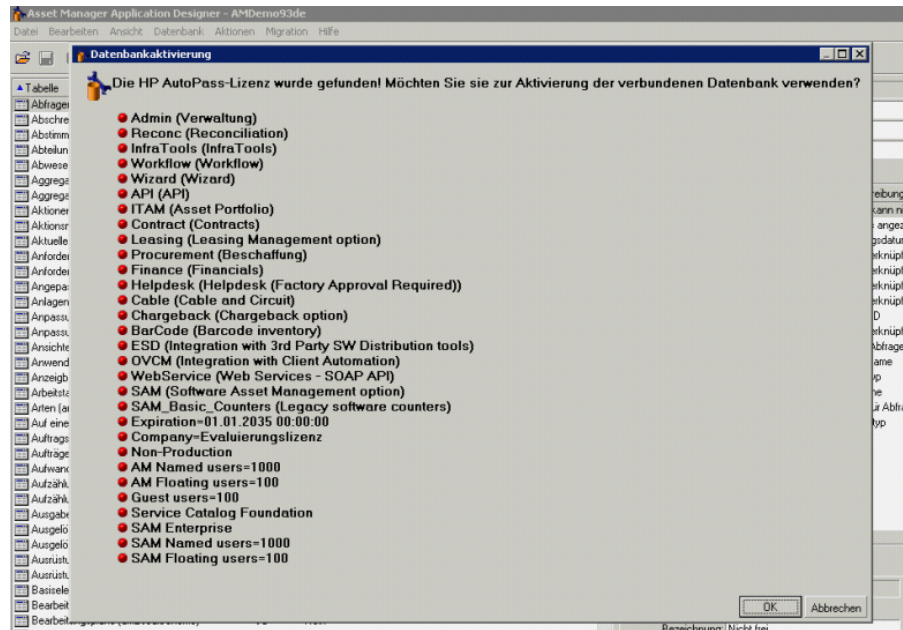 Asset Manager Application Designer - AMDemo93de
Datei Bearbeiten Ansicht Datenbank Aktionen Migration Hilfe
Datenbankaktivierung
Die HP AutoPass-Lizenz wurde gefunden! Möchten Sie sie zur Aktivierung der verbundenen Datenbank verwenden?
Tabelle
Admin (Verwaltung)
Reconc (Reconciliation)
InfraTools (InfraTools)
Workflow (Workflow)
Wizard (Wizard)
API (API)
ITAM (Asset Portfolio)
Contract (Contracts)
Leasing (Leasing Management option)
Procurement (Beschaffung)
Finance (Financials)
Helpdesk (Helpdesk (Factory Approval Required))
Cable (Cable and Circuit)
Chargeback (Chargeback option)
BarCode (Barcode inventory)
ESD (Integration with 3rd Party SW Distribution tools)
OVCM (Integration with Client Automation)
WebService (Web Services - SOAP API)
SAM (Software Asset Management option)
SAM_Basic_Counters (Legacy software counters)
Expiration=01.01.2035 00:00:00
Company=Evaluierungslizenz
Non-Production
AM Named users=1000
AM Floating users=100
Guest users=100
Service Catalog Foundation
SAM Enterprise
SAM Named users=1000
SAM Floating users=100
OK Abbrechen
Bezeichnung: Nicht frei